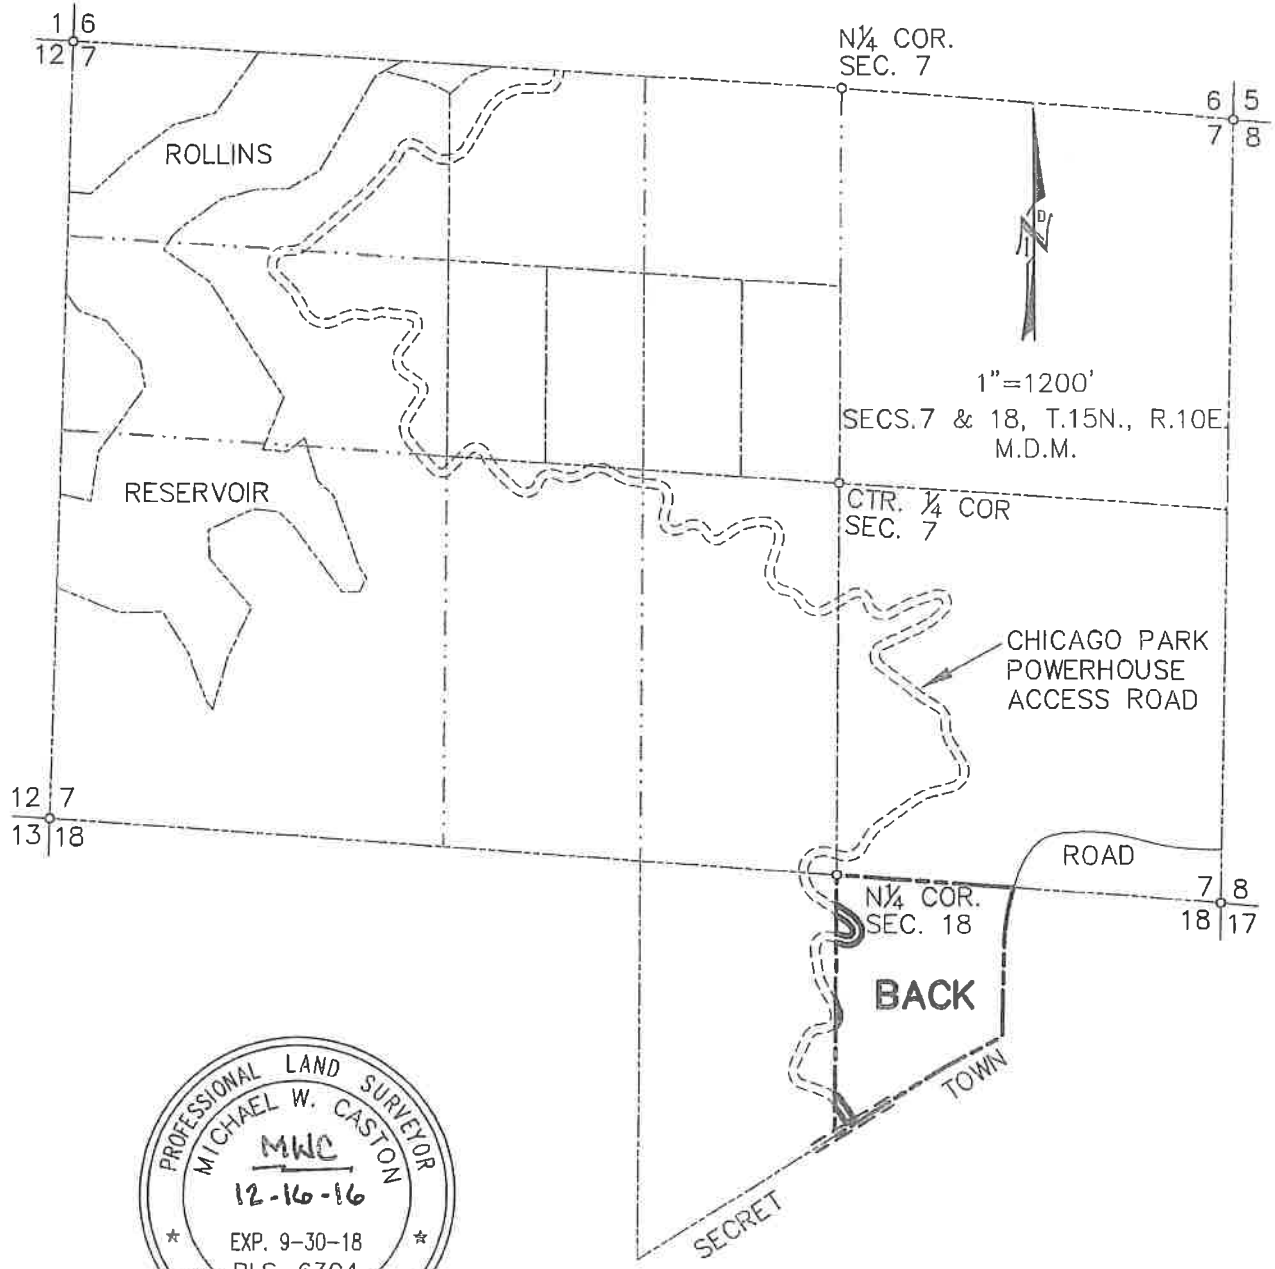 1 6
12 7
N¼ COR.
SEC. 7
6 5
7 8
ROLLINS
N
1"=1200'
SECS.7 & 18, T.15N., R.10E.
M.D.M.
RESERVOIR
CTR. ¼ COR
SEC. 7
CHICAGO PARK
POWERHOUSE
ACCESS ROAD
12 7
13 18
ROAD
7 8
18 17
N¼ COR.
SEC. 18
BACK
TOWN
SECRET
PROFESSIONAL LAND SURVEYOR
MICHAEL W. CASTON
MWC
12-16-16
EXP. 9-30-18
PLS 6304